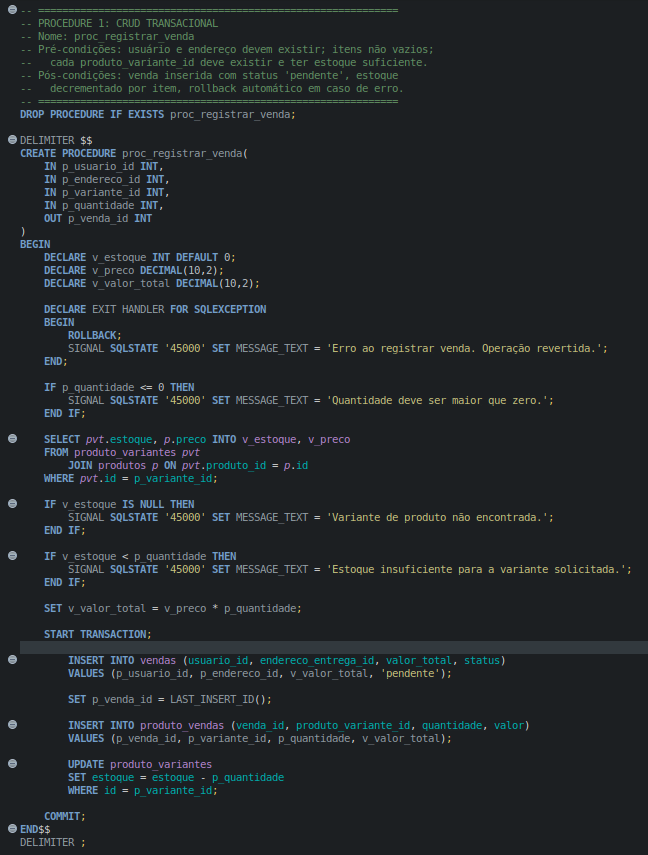 -- ============================================================
-- PROCEDURE 1: CRUD TRANSACIONAL
-- Nome: proc_registrar_venda
-- Pré-condições: usuário e endereço devem existir; itens não vazios;
--   cada produto_variante_id deve existir e ter estoque suficiente.
-- Pós-condições: venda inserida com status 'pendente', estoque
--   decrementado por item, rollback automático em caso de erro.
-- ============================================================
DROP PROCEDURE IF EXISTS proc_registrar_venda;
DELIMITER $$
CREATE PROCEDURE proc_registrar_venda(
    IN p_usuario_id INT,
    IN p_endereco_id INT,
    IN p_variante_id INT,
    IN p_quantidade INT,
    OUT p_venda_id INT
)
BEGIN
    DECLARE v_estoque INT DEFAULT 0;
    DECLARE v_preco DECIMAL(10,2);
    DECLARE v_valor_total DECIMAL(10,2);
    DECLARE EXIT HANDLER FOR SQLEXCEPTION
    BEGIN
        ROLLBACK;
        SIGNAL SQLSTATE '45000' SET MESSAGE_TEXT = 'Erro ao registrar venda. Operação revertida.';
    END;
    IF p_quantidade <= 0 THEN
        SIGNAL SQLSTATE '45000' SET MESSAGE_TEXT = 'Quantidade deve ser maior que zero.';
    END IF;
    SELECT pvt.estoque, p.preco INTO v_estoque, v_preco
    FROM produto_variantes pvt
        JOIN produtos p ON pvt.produto_id = p.id
    WHERE pvt.id = p_variante_id;
    IF v_estoque IS NULL THEN
        SIGNAL SQLSTATE '45000' SET MESSAGE_TEXT = 'Variante de produto não encontrada.';
    END IF;
    IF v_estoque < p_quantidade THEN
        SIGNAL SQLSTATE '45000' SET MESSAGE_TEXT = 'Estoque insuficiente para a variante solicitada.';
    END IF;
    SET v_valor_total = v_preco * p_quantidade;
    START TRANSACTION;
        INSERT INTO vendas (usuario_id, endereco_entrega_id, valor_total, status)
        VALUES (p_usuario_id, p_endereco_id, v_valor_total, 'pendente');
        SET p_venda_id = LAST_INSERT_ID();
        INSERT INTO produto_vendas (venda_id, produto_variante_id, quantidade, valor)
        VALUES (p_venda_id, p_variante_id, p_quantidade, v_valor_total);
        UPDATE produto_variantes
        SET estoque = estoque - p_quantidade
        WHERE id = p_variante_id;
    COMMIT;
END$$
DELIMITER ;